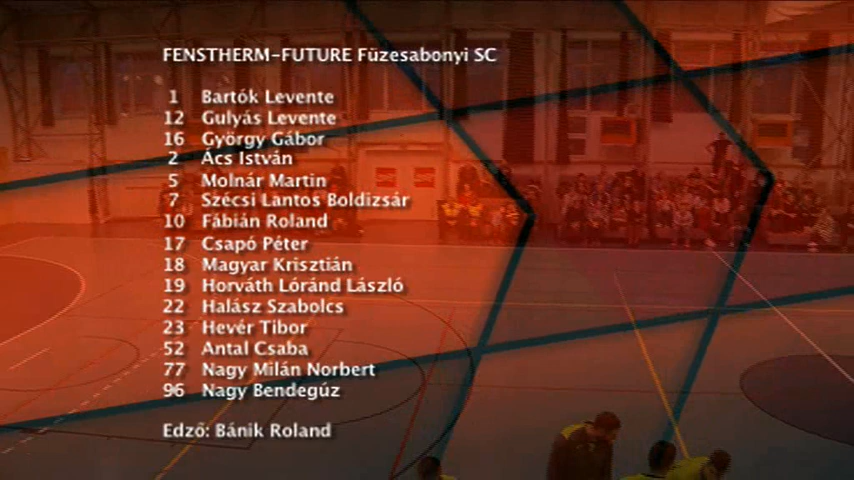 FENSTHERM-FUTURE Füzesabonyi SC
1 Bartók Levente
12 Gulyás Levente
16 György Gábor
2 Ács István
5 Molnár Martin
7 Szécsi Lantos Boldizsár
10 Fábián Roland
17 Csapó Péter
18 Magyar Krisztián
19 Horváth Lóránd László
22 Halász Szabolcs
23 Hevér Tibor
52 Antal Csaba
77 Nagy Milán Norbert
96 Nagy Bendegúz
Edző: Bánik Roland